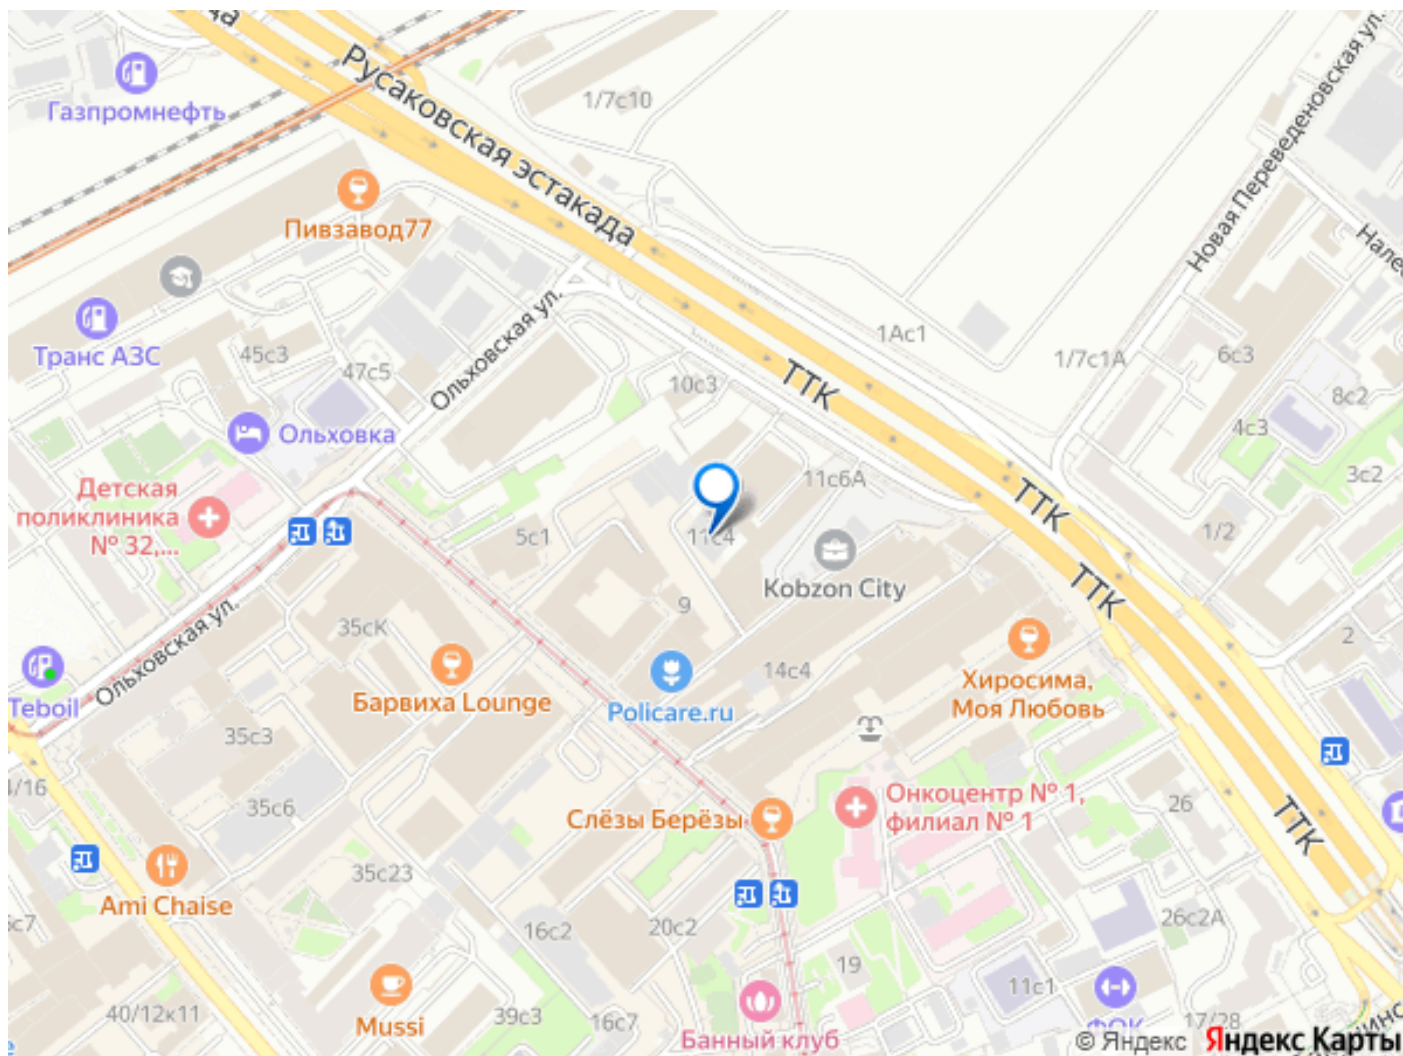 Русаковская эстакада
Газпромнефть
1/7с10
Новая Переведеновская ул.
Пивзавод77
Ольховская ул.
Транс АЗС
45с3
47с5
1Ас1
1/7с1А
6с3
8с2
4с3
3с2
10с3
ТТК
Ольховка
11с6А
Детская
поликлиника
№ 32,...
5с1
11с4
ТТК
1/2
Kobzon City
ТТК
9
35сК
2
Ольховская ул.
Teboil
Барвиха Lounge
14с4
Хиросима,
Моя Любовь
Policare.ru
35с3
35с6
Слёзы Берёзы
Онкоцентр № 1,
филиал № 1
26
ТТК
35с23
Ami Chaise
16с2
20с2
26с2А
19
11с1
40/12к11
Mussi
39с3
16с7
Банный клуб
ФОК
17/28
© Яндекс Яндекс Карты